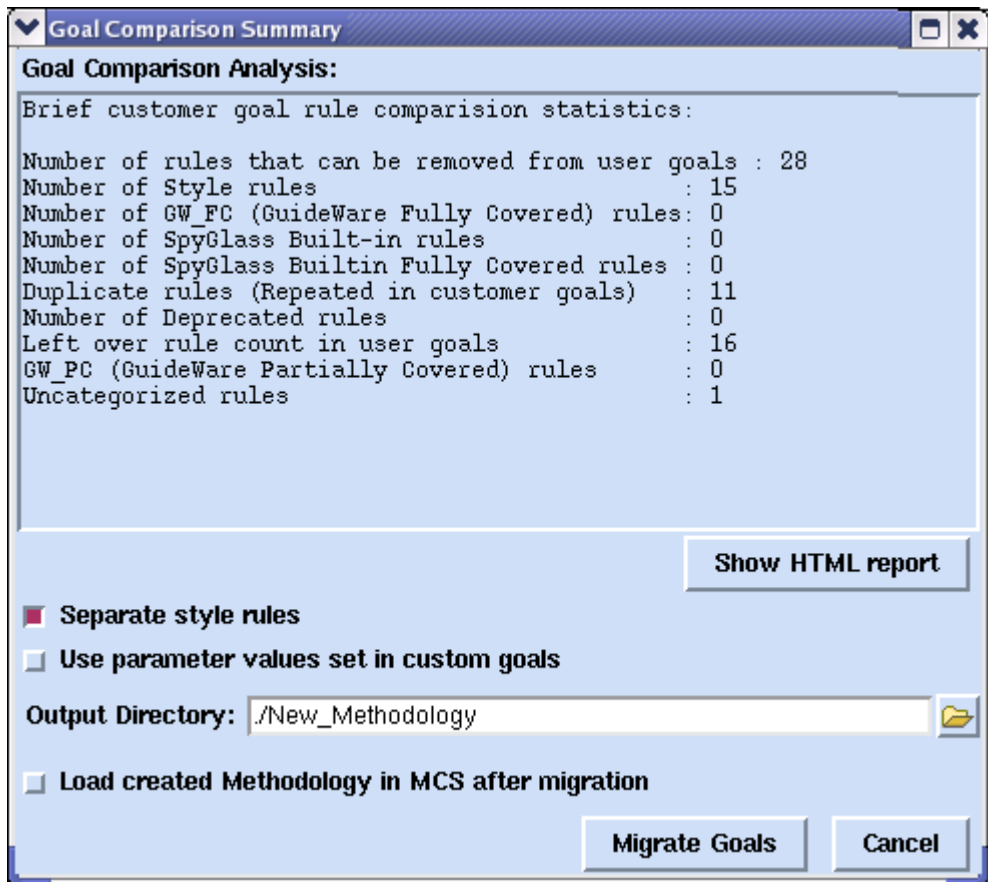 Goal Comparison Summary
Goal Comparison Analysis:
Brief customer goal rule comparision statistics:
Number of rules that can be removed from user goals : 28
Number of Style rules : 15
Number of GW_FC (GuideWare Fully Covered) rules: 0
Number of SpyGlass Built-in rules : 0
Number of SpyGlass Builtin Fully Covered rules : 0
Duplicate rules (Repeated in customer goals) : 11
Number of Deprecated rules : 0
Left over rule count in user goals : 16
GW_PC (GuideWare Partially Covered) rules : 0
Uncategorized rules : 1
Show HTML report
Separate style rules
Use parameter values set in custom goals
Output Directory: ./New_Methodology
Load created Methodology in MCS after migration
Migrate Goals Cancel